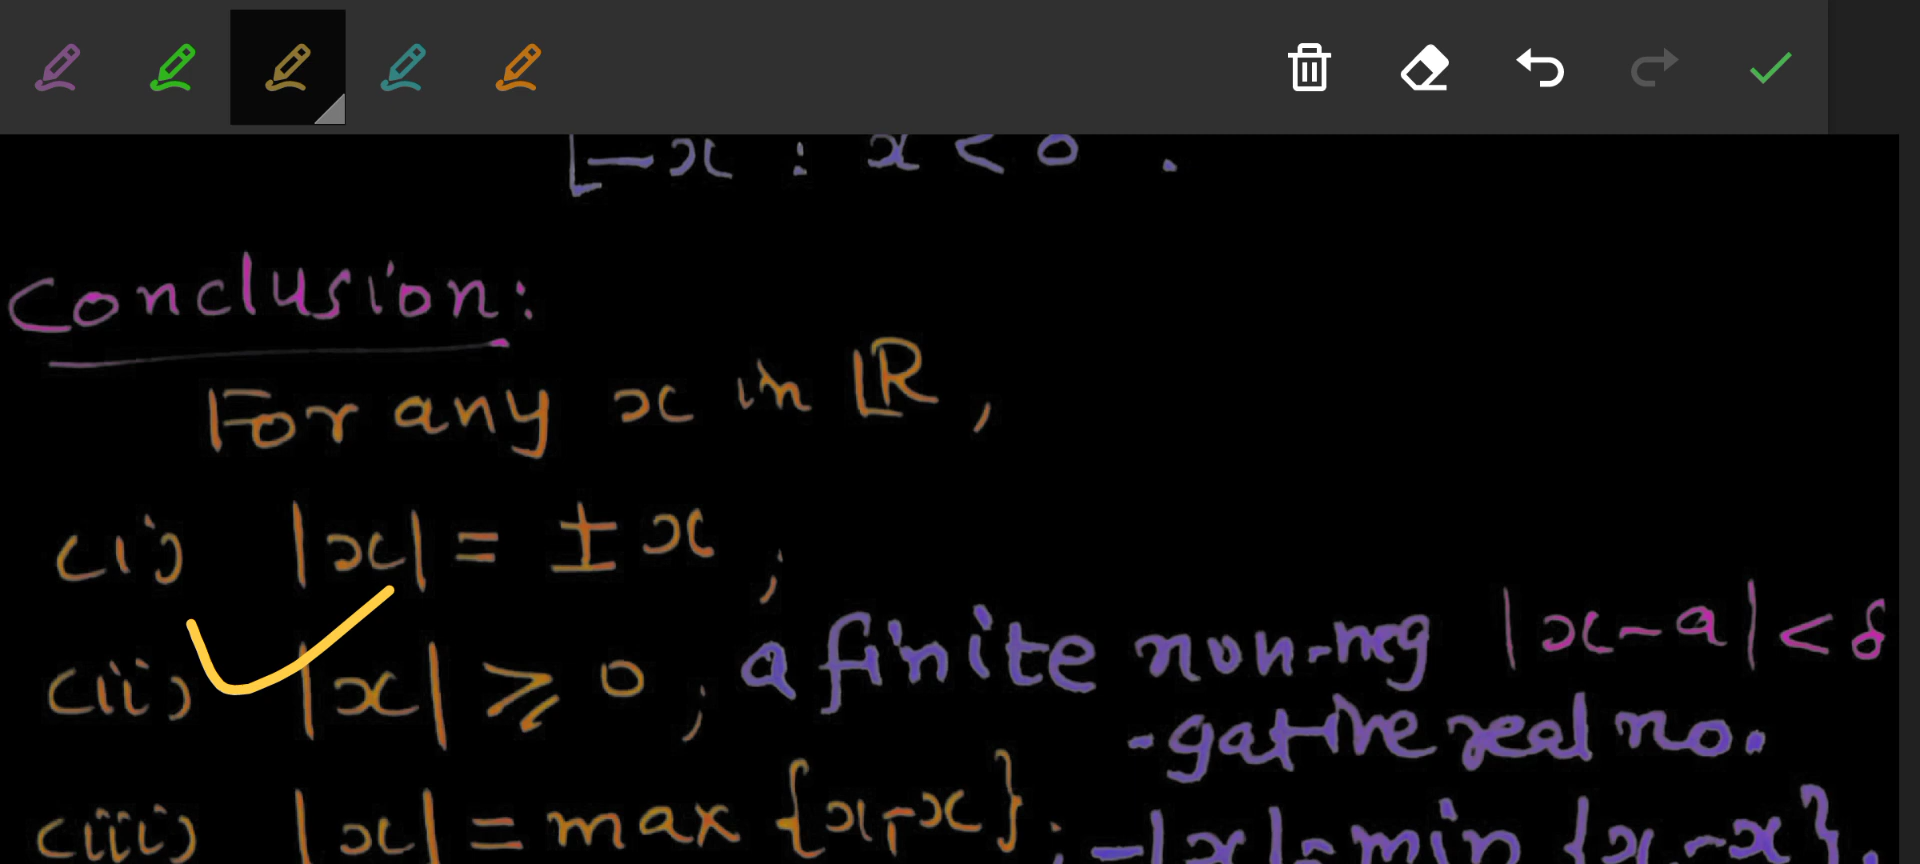 -x : x < 0 .
Conclusion:
For any x in ℝ,
(i) |x| = ± x ;
(ii) |x| ⩾ 0 ; a finite non-neg |x-a| < δ
-gative real no.
(iii) |x| = max {x,-x}; -|x| = min {x,-x}.